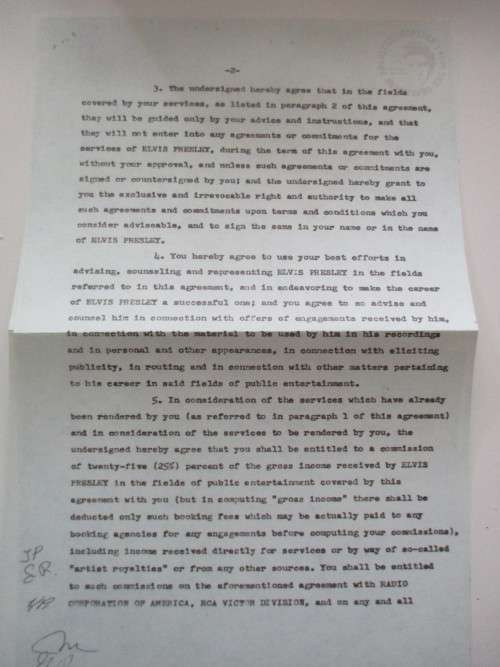 -2-
3. The undersigned hereby agree that in the fields
covered by your services, as listed in paragraph 2 of this agreement,
they will be guided only by your advice and instructions, and that
they will not enter into any agreements or commitments for the
services of ELVIS PRESLEY, during the term of this agreement with you,
without your approval, and unless such agreements or commitments are
signed or countersigned by you; and the undersigned hereby grant to
you the exclusive and irrevocable right and authority to make all
such agreements and commitments upon terms and conditions which you
consider adviseable, and to sign the same in your name or in the name
of ELVIS PRESLEY.
4. You hereby agree to use your best efforts in
advising, counseling and representing ELVIS PRESLEY in the fields
referred to in this agreement, and in endeavoring to make the career
of ELVIS PRESLEY a successful one; and you agree to so advise and
counsel him in connection with offers of engagements received by him,
in connection with the material to be used by him in his recordings
and in personal and other appearances, in connection with eliciting
publicity, in routing and in connection with other matters pertaining
to his career in said fields of public entertainment.
5. In consideration of the services which have already
been rendered by you (as referred to in paragraph 1 of this agreement)
and in consideration of the services to be rendered by you, the
undersigned hereby agree that you shall be entitled to a commission
of twenty-five (25%) percent of the gross income received by ELVIS
PRESLEY in the fields of public entertainment covered by this
agreement with you (but in computing "gross income" there shall be
deducted only such booking fees which may be actually paid to any
booking agencies for any engagements before computing your commissions),
including income received directly for services or by way of so-called
"artist royalties" or from any other sources. You shall be entitled
to such commissions on the aforementioned agreement with RADIO
CORPORATION OF AMERICA, RCA VICTOR DIVISION, and on any and all